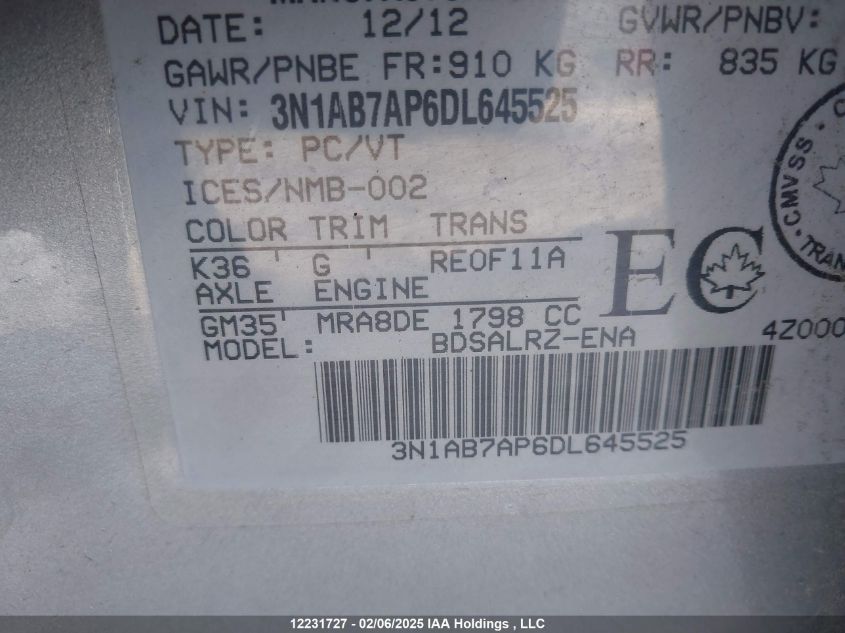 DATE: 12/12 GVWR/PNBV:
GAWR/PNBE FR:910 KG RR: 835 KG
VIN: 3N1AB7AP6DL645525
TYPE: PC/VT
ICES/NMB-002
COLOR TRIM TRANS
K36 ' G ' RE0F11A
AXLE ENGINE
GM35' MRA8DE 1798 CC
MODEL: BDSALRZ-ENA
EC
CMVSS
4Z000
3N1AB7AP6DL645525
12231727 - 02/06/2025 IAA Holdings , LLC